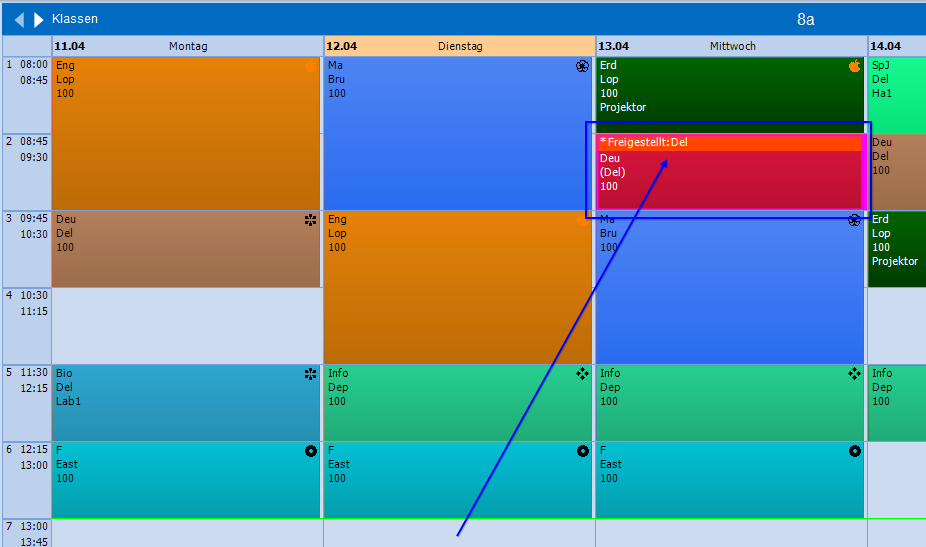 Klassen 8a
11.04 Montag 12.04 Dienstag 13.04 Mittwoch 14.04
1 08:00
08:45
Eng
Lop
100
Ma
Bru
100
Erd
Lop
100
Projektor
SpJ
Del
Ha1
2 08:45
09:30
*Freigestellt:Del
Deu
(Del)
100
Deu
Del
100
3 09:45
10:30
Deu
Del
100
Eng
Lop
100
Ma
Bru
100
Erd
Lop
100
Projektor
4 10:30
11:15
5 11:30
12:15
Bio
Del
Lab1
Info
Dep
100
Info
Dep
100
Info
Dep
100
6 12:15
13:00
F
East
100
F
East
100
F
East
100
7 13:00
13:45